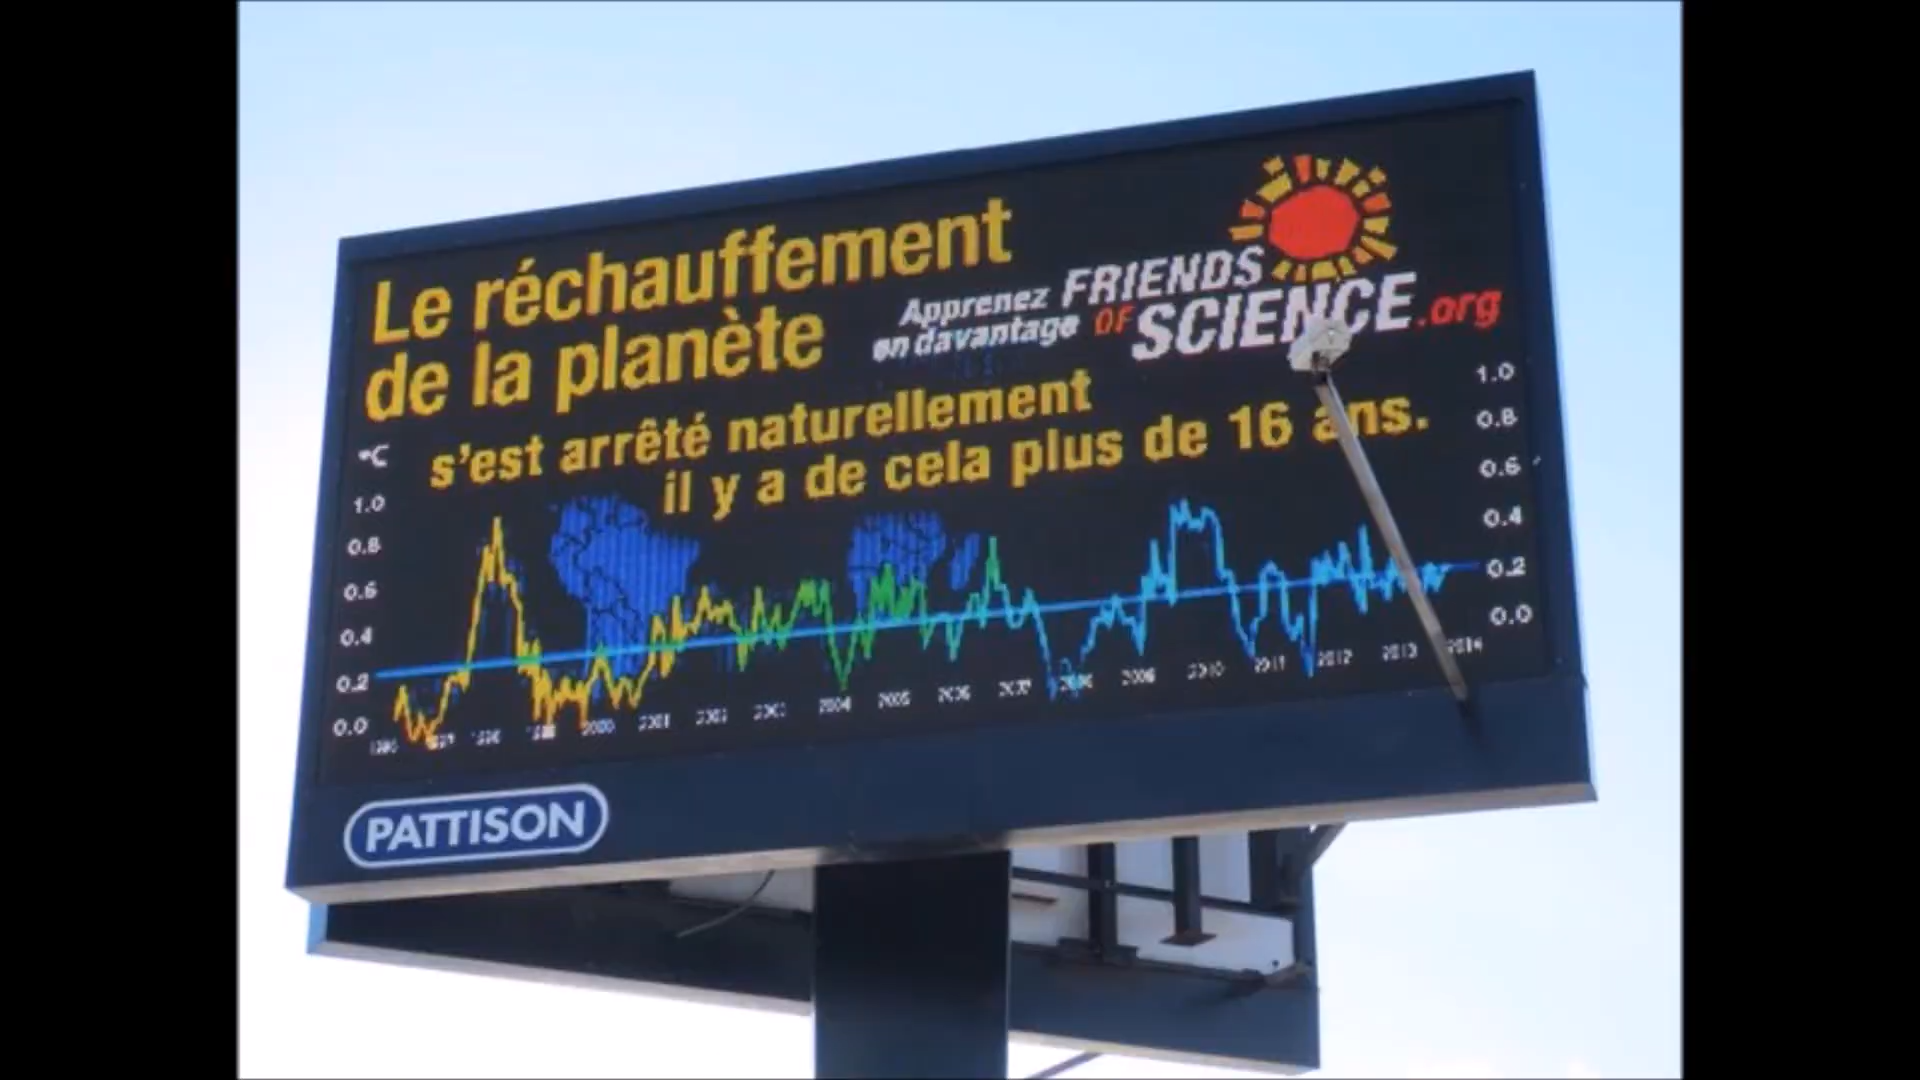 Le réchauffement
de la planète
Apprenez
en davantage
FRIENDS
OF SCIENCE.org
s'est arrêté naturellement
il y a de cela plus de 16 ans.
°C
1.0
0.8
0.6
0.4
0.2
0.0
1.0
0.8
0.6
0.4
0.2
0.0
2000 2001 2002 2003 2004 2005 2006 2007 2008 2009 2010 2011 2012 2013 2014
PATTISON